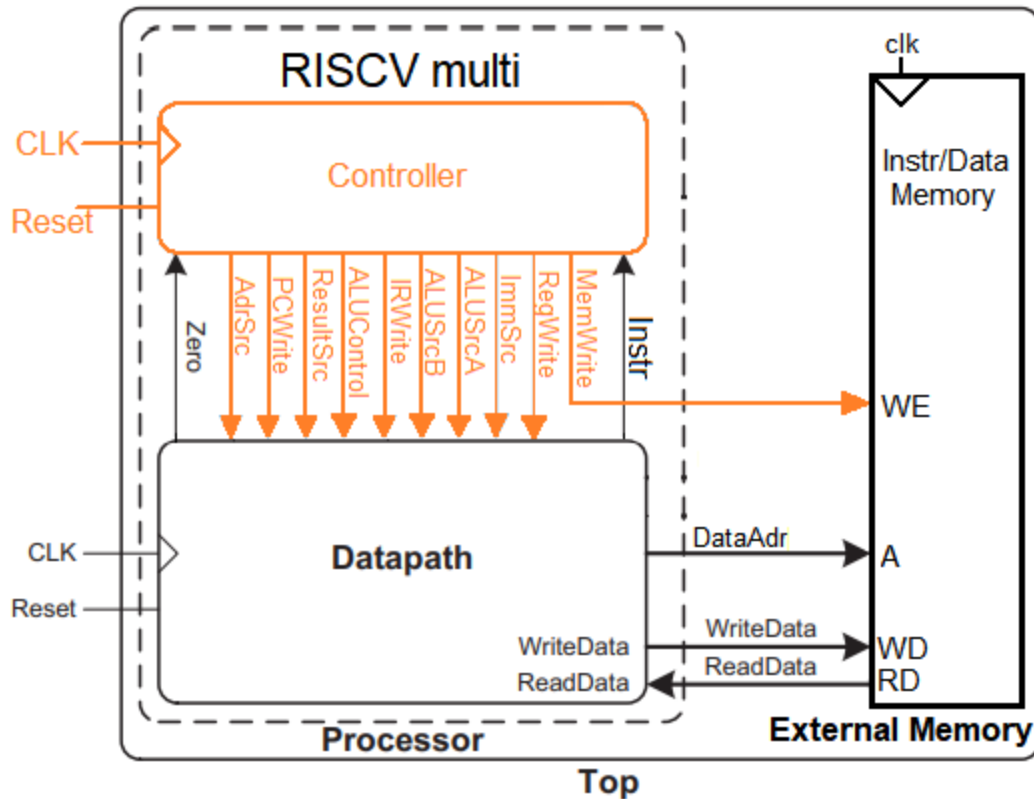 clk
RISCV multi
CLK
Controller
Instr/Data
Memory
Reset
Zero
AdrSrc
PCWrite
ResultSrc
ALUControl
IRWrite
ALUSrcB
ALUSrcA
ImmSrc
RegWrite
MemWrite
Instr
WE
CLK
Datapath
DataAdr
A
Reset
WriteData
WriteData
WD
ReadData
ReadData
RD
External Memory
Processor
Top